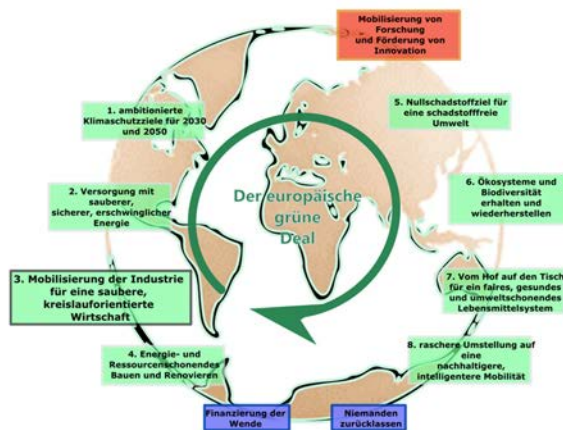 Mobilisierung von
Forschung
und Förderung von
Innovation
1. ambitionierte
Klimaschutzziele für 2030
und 2050
5. Nullschadstoffziel für
eine schadstofffreie
Umwelt
2. Versorgung mit
sauberer,
sicherer, erschwinglicher
Energie
Der europäische
grüne
Deal
6. Ökosysteme und
Biodiversität
erhalten und
wiederherstellen
3. Mobilisierung der Industrie
für eine saubere,
kreislauforientierte
Wirtschaft
7. Vom Hof auf den Tisch
für ein faires, gesundes
und umweltschonendes
Lebensmittelsystem
4. Energie- und
Ressourcenschonendes
Bauen und Renovieren
8. raschere Umstellung auf
eine
nachhaltigere,
intelligentere Mobilität
Finanzierung der
Wende
Niemanden
zurücklassen